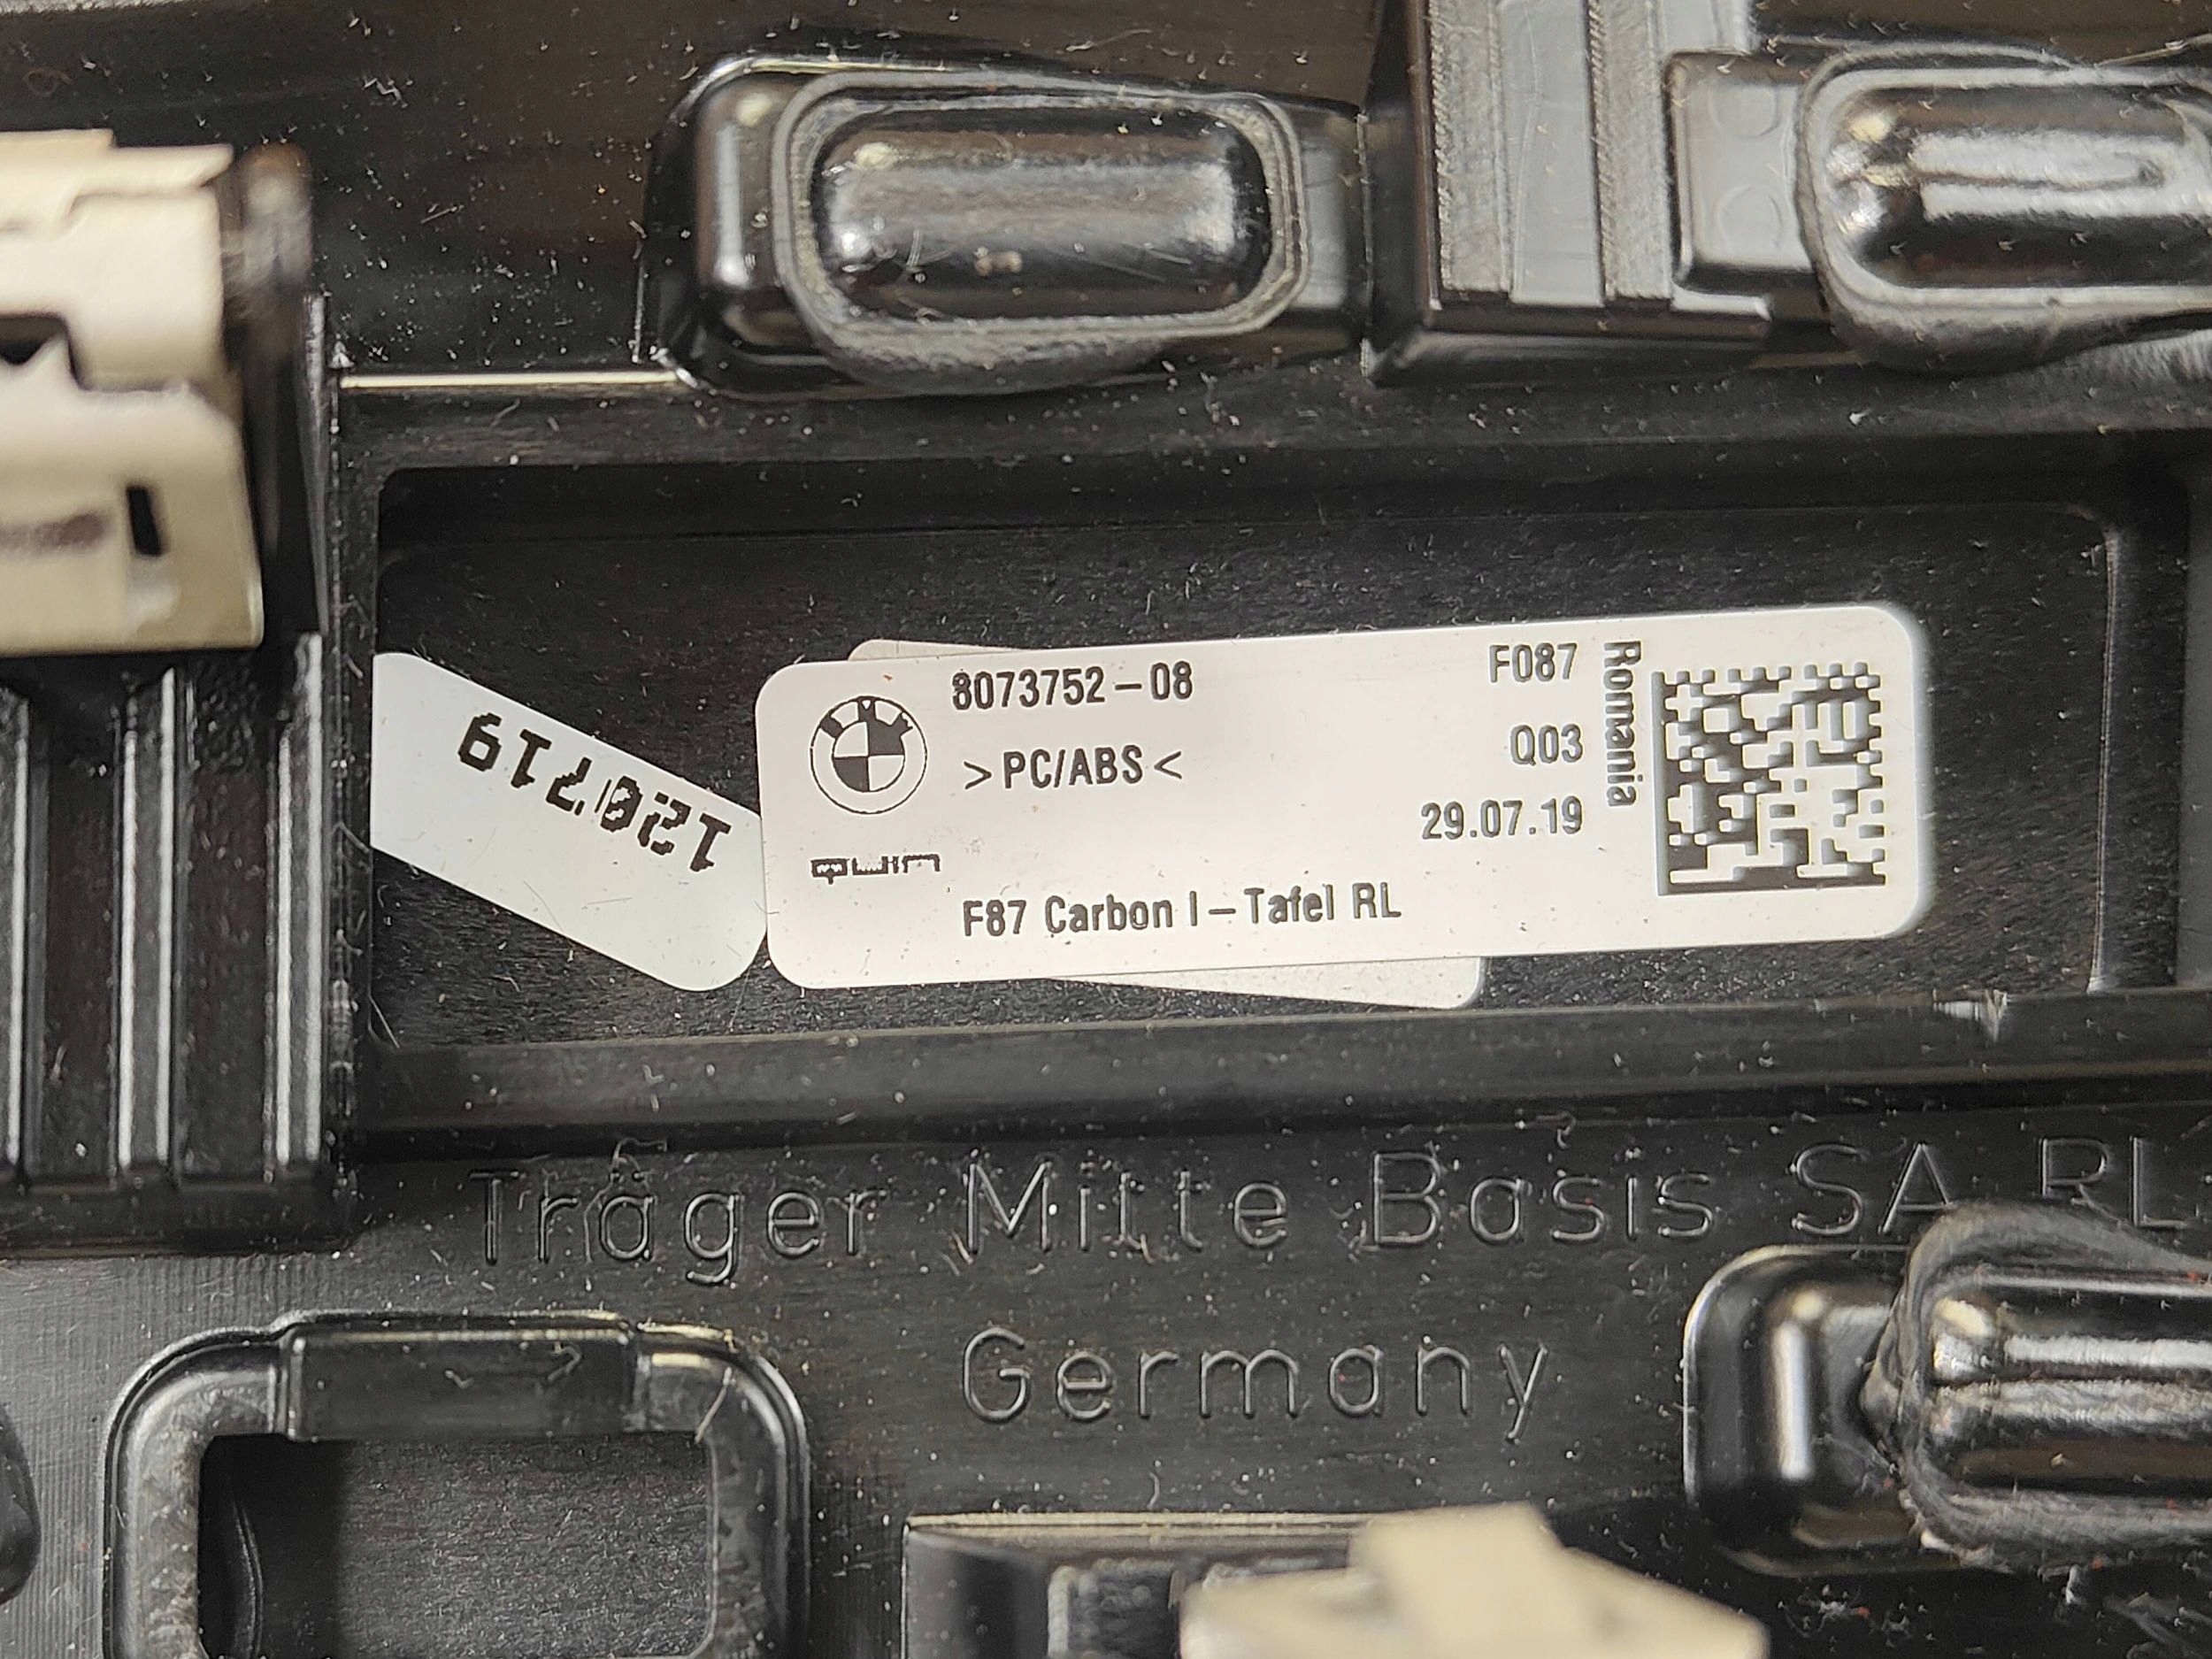 8073752-08
F087
Romania
>PC/ABS<
Q03
29.07.19
F87 Carbon I-Tafel RL
120719
Träger Mitte Basis SA RL
Germany